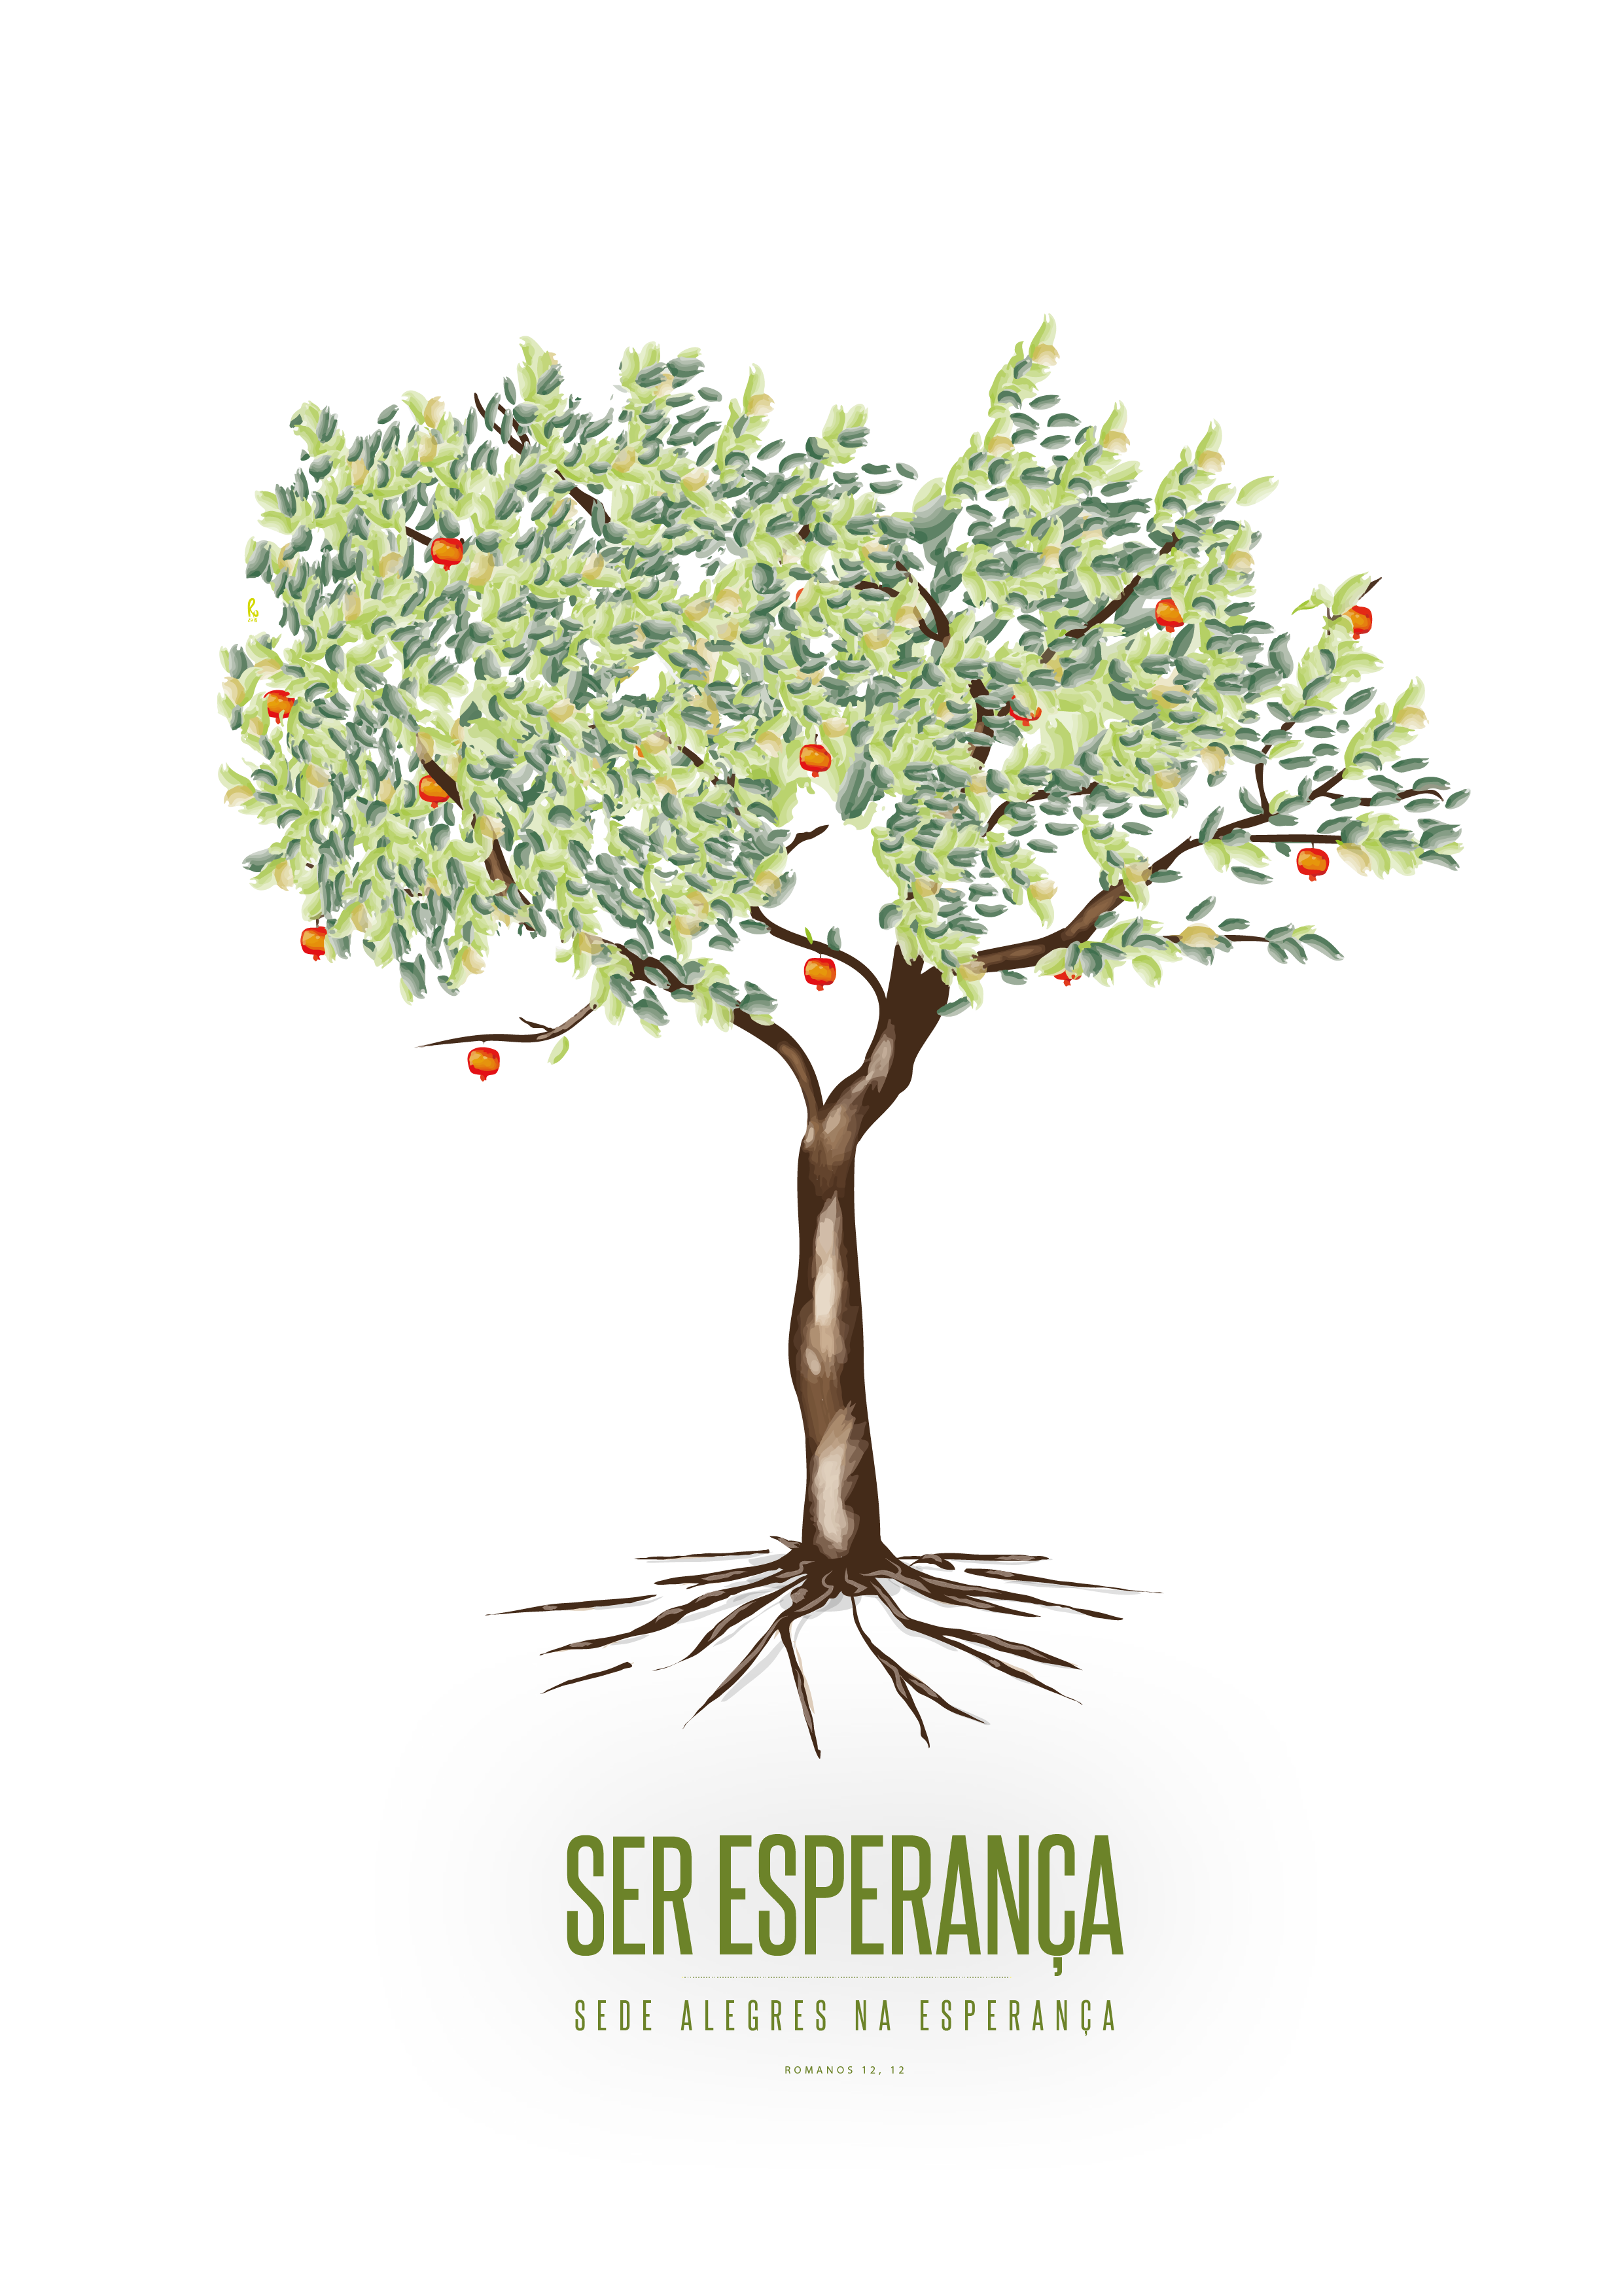 SER ESPERANÇA
SEDE ALEGRES NA ESPERANÇA
ROMANOS 12, 12